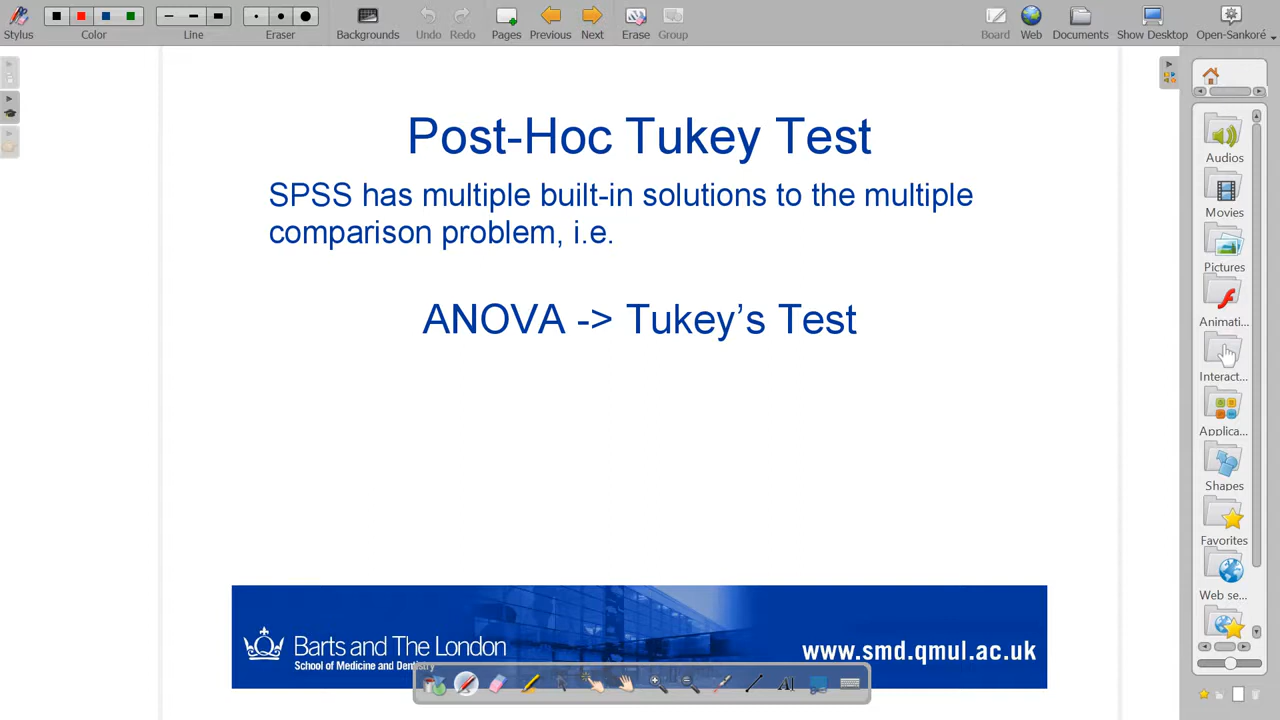 Stylus
Color
Line
Eraser
Backgrounds
Undo
Redo
Pages
Previous
Next
Erase
Group
Board
Web
Documents
Show Desktop
Open-Sankoré
Post-Hoc Tukey Test
SPSS has multiple built-in solutions to the multiple
comparison problem, i.e.
ANOVA -> Tukey’s Test
Barts and The London
School of Medicine and Dentistry
www.smd.qmul.ac.uk
AI
Audios
Movies
Pictures
Animati...
Interact...
Applica...
Shapes
Favorites
Web se...